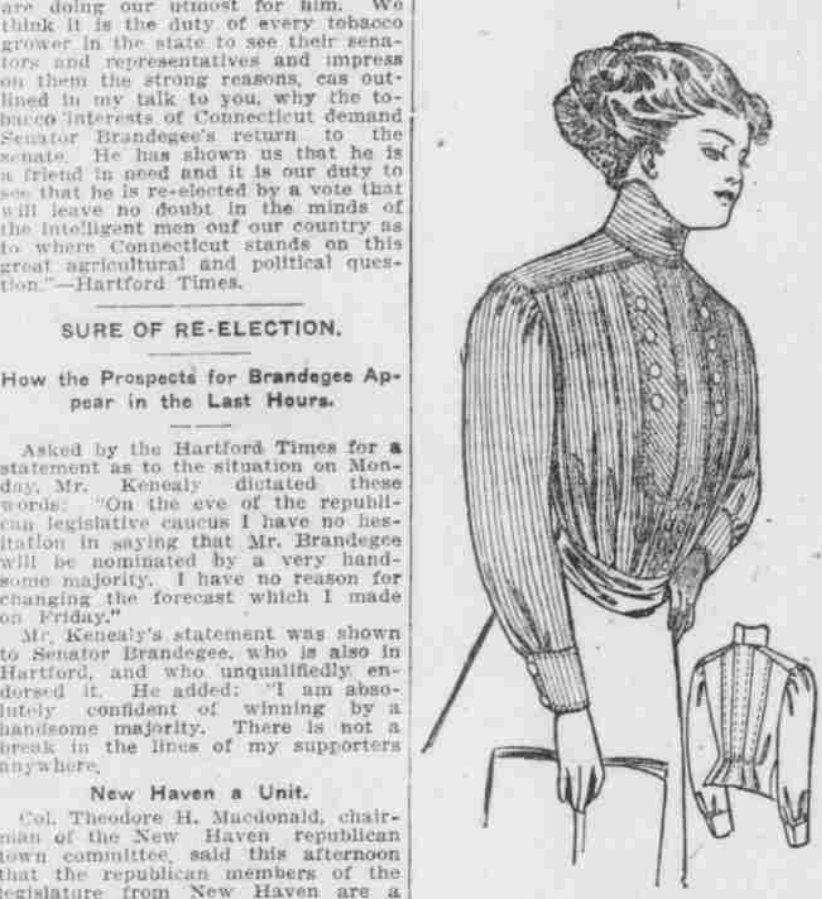 are doing our utmost for him. We
think it is the duty of every tobacco
grower in the state to see their sena-
tors and representatives and impress
on them the strong reasons, cas out-
lined in my talk to you, why the to-
bacco interests of Connecticut demand
Senator Brandegee's return to the
senate. He has shown us that he is
a friend in need and it is our duty to
see that he is re-elected by a vote that
will leave no doubt in the minds of
the intelligent men ouf our country as
to where Connecticut stands on this
great agricultural and political ques-
tion."—Hartford Times.
SURE OF RE-ELECTION.
How the Prospects for Brandegee Ap-
pear in the Last Hours.
Asked by the Hartford Times for a
statement as to the situation on Mon-
day, Mr. Kenealy dictated these
words: "On the eve of the republi-
can legislative caucus I have no hes-
itation in saying that Mr. Brandegee
will be nominated by a very hand-
some majority. I have no reason for
changing the forecast which I made
on Friday."
Mr. Kenealy's statement was shown
to Senator Brandegee, who is also in
Hartford, and who unqualifiedly en-
dorsed it. He added: "I am abso-
lutely confident of winning by a
handsome majority. There is not a
break in the lines of my supporters
anywhere.
New Haven a Unit.
Col. Theodore H. Macdonald, chair-
man of the New Haven republican
town committee, said this afternoon
that the republican members of the
legislature from New Haven are a